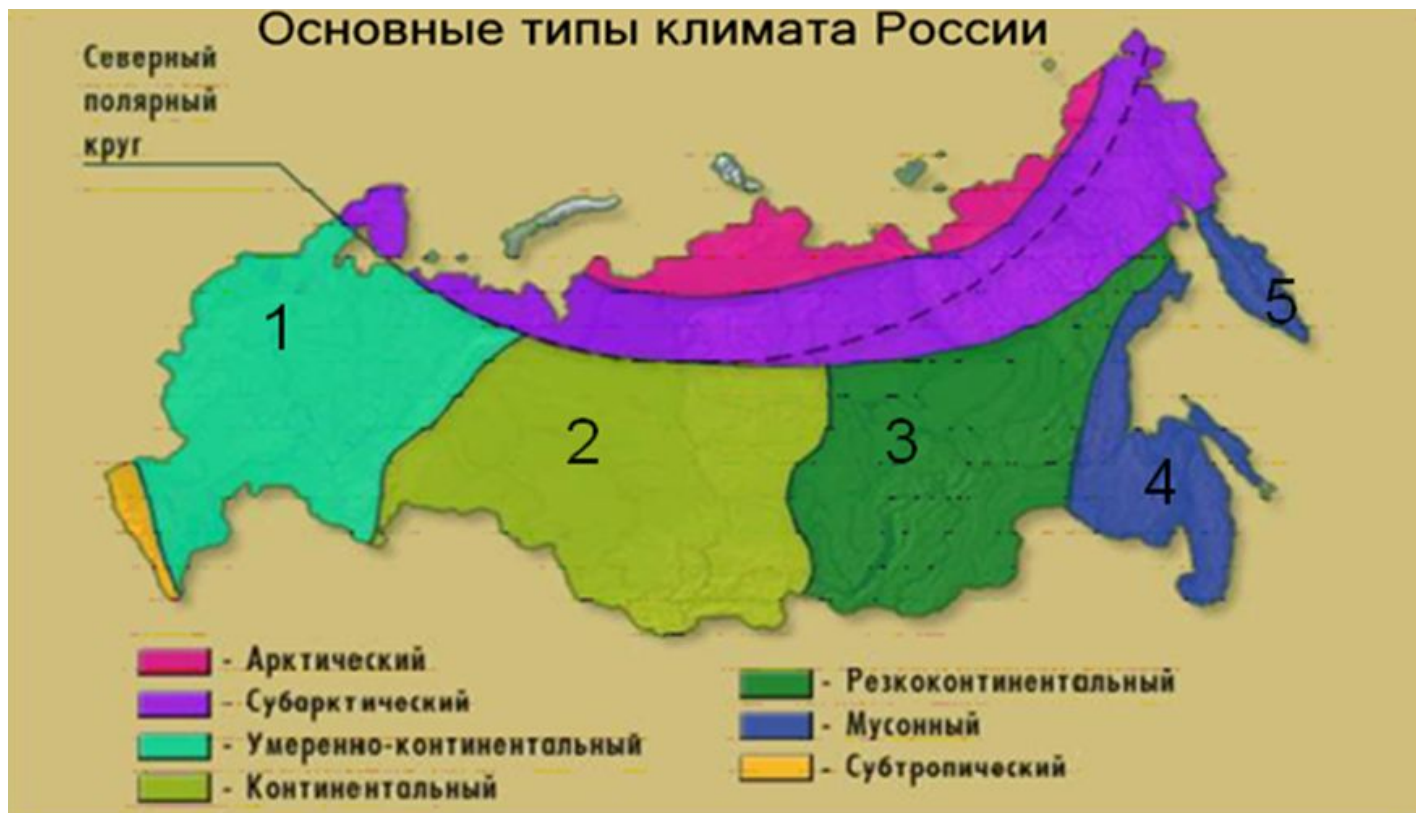 Основные типы климата России
Северный
полярный
круг
1
2
3
4
5
- Арктический
- Субарктический
- Умеренно-континентальный
- Континентальный
- Резкоконтинентальный
- Мусонный
- Субтропический